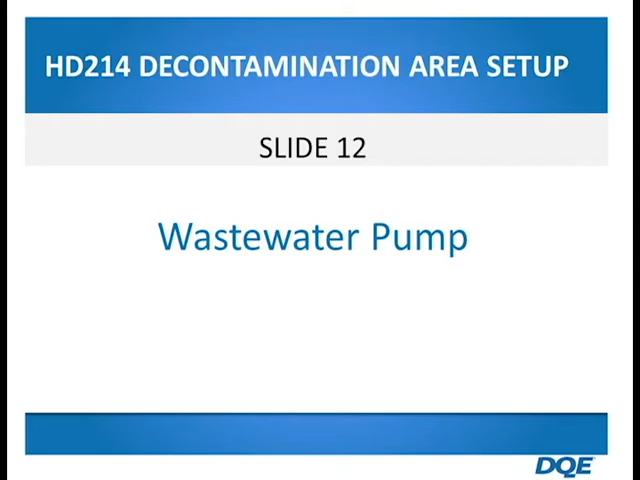 HD214 DECONTAMINATION AREA SETUP
SLIDE 12
Wastewater Pump
DQE